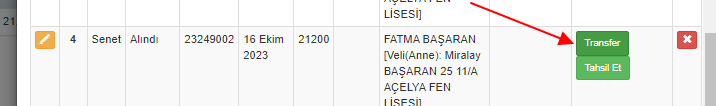 AÇELYA FEN
LİSESİ]
21
4 Senet Alındı 23249002 16 Ekim 21200 FATMA BAŞARAN Transfer
2023 [Veli(Anne): Miralay
BAŞARAN 25 11/A Tahsil Et
AÇELYA FEN
LİSESİ]